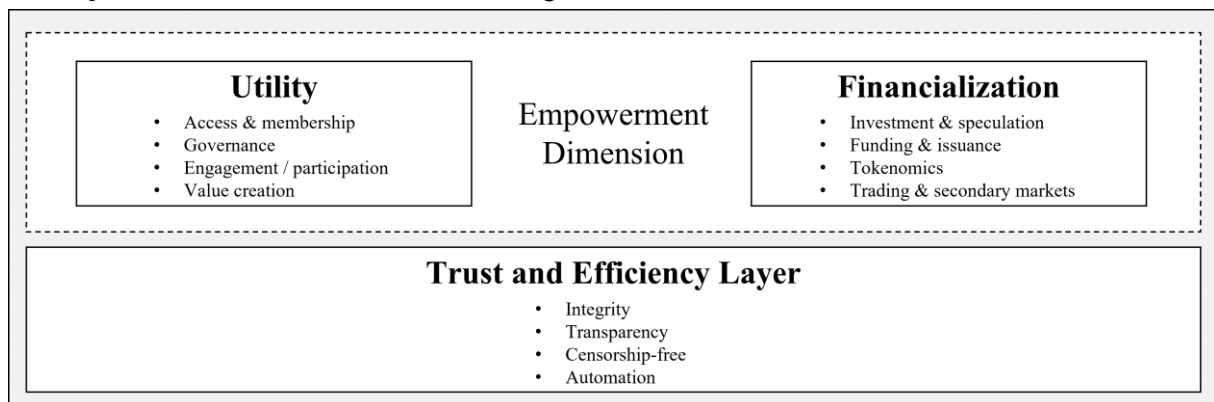 Utility
• Access & membership
• Governance
• Engagement / participation
• Value creation
Empowerment
Dimension
Financialization
• Investment & speculation
• Funding & issuance
• Tokenomics
• Trading & secondary markets
Trust and Efficiency Layer
• Integrity
• Transparency
• Censorship-free
• Automation